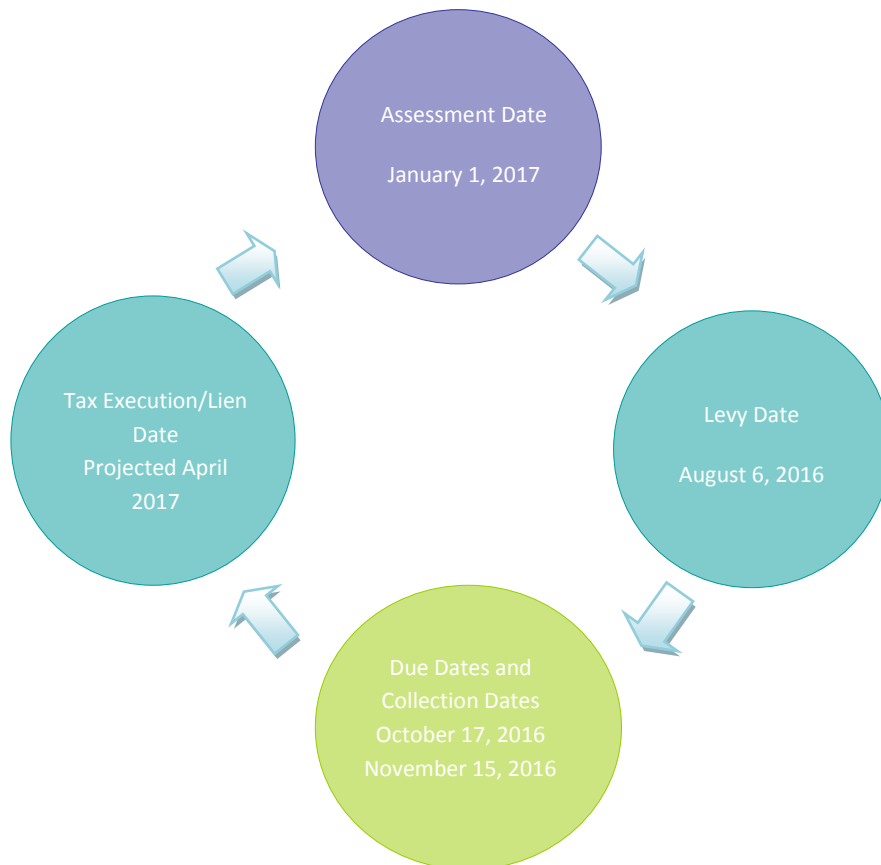 Assessment Date
January 1, 2017
Levy Date
August 6, 2016
Due Dates and
Collection Dates
October 17, 2016
November 15, 2016
Tax Execution/Lien
Date
Projected April
2017